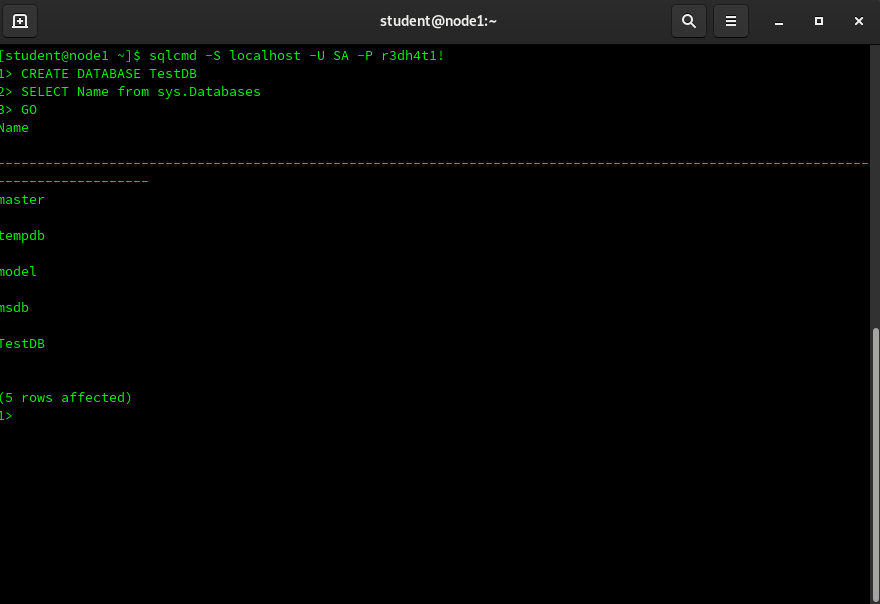 student@node1:~
[student@node1 ~]$ sqlcmd -S localhost -U SA -P r3dh4t1!
1> CREATE DATABASE TestDB
2> SELECT Name from sys.Databases
3> GO
Name
-------------------------------------------------------------------------------------------------------------
-------------------
master
tempdb
model
msdb
TestDB
(5 rows affected)
1>